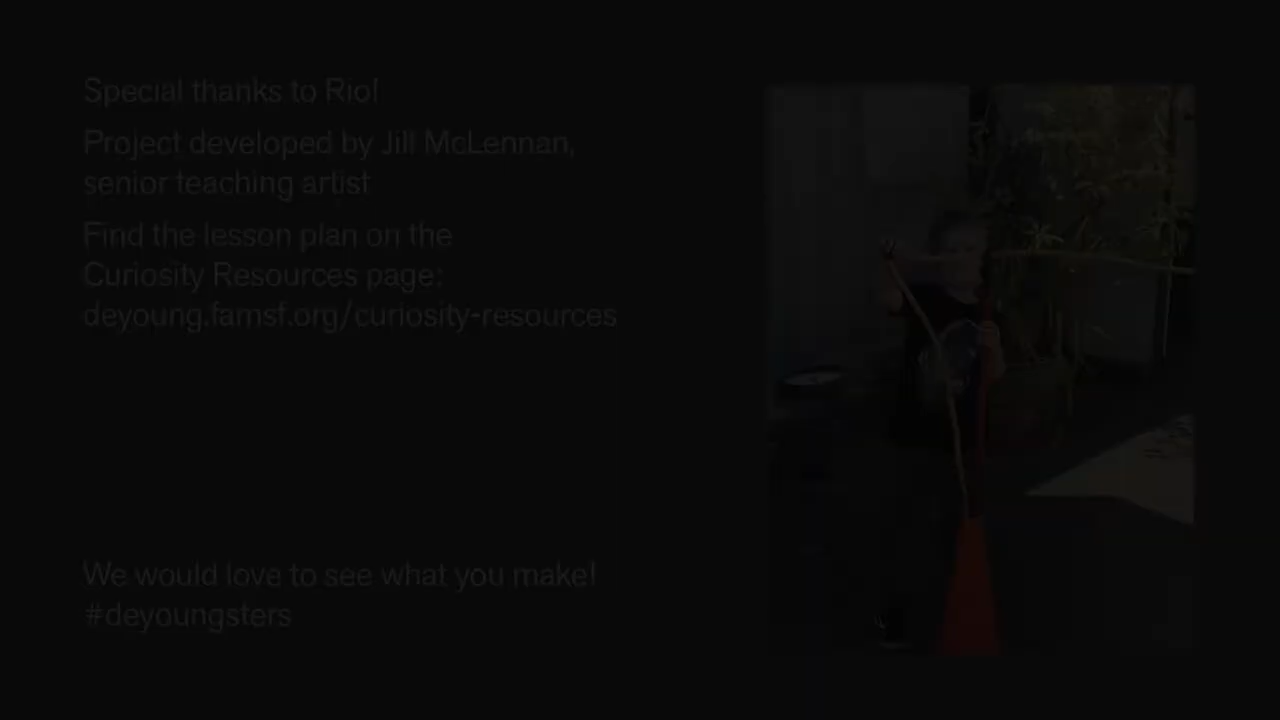 Special thanks to Rio!
Project developed by Jill McLennan,
senior teaching artist
Find the lesson plan on the
Curiosity Resources page:
deyoung.famsf.org/curiosity-resources
We would love to see what you make!
#deyoungsters